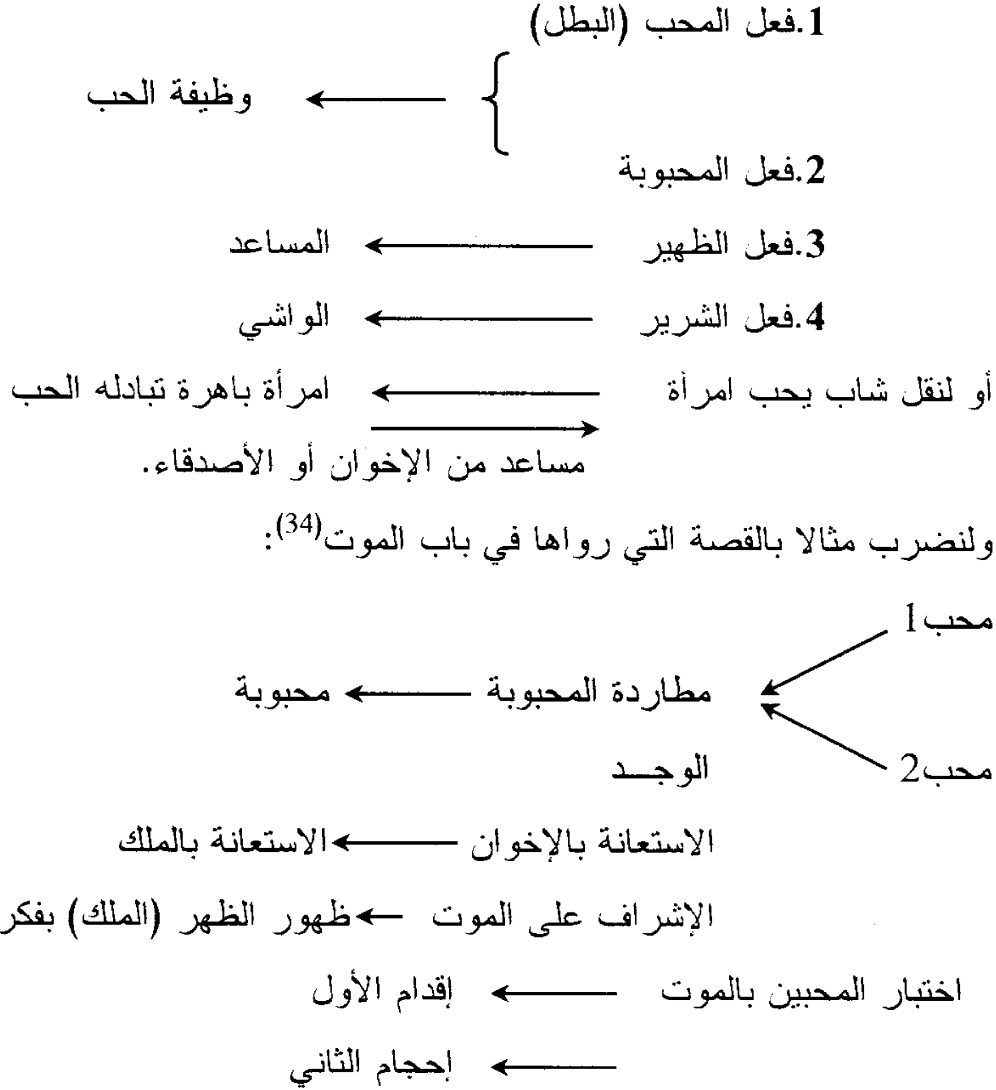 1.فعل المحب (البطل)
وظيفة الحب
2.فعل المحبوبة
3.فعل الظهير المساعد
4.فعل الشرير الواشي
أو لنقل شاب يحب امرأة امرأة باهرة تبادله الحب
مساعد من الإخوان أو الأصدقاء.
ولنضرب مثالا بالقصة التي رواها في باب الموت(34):
محب1
مطاردة المحبوبة محبوبة
محب2 الوجـــد
الاستعانة بالإخوان الاستعانة بالملك
الإشراف على الموت ظهور الظهر (الملك) بفكر
اختبار المحبين بالموت إقدام الأول
إحجام الثاني